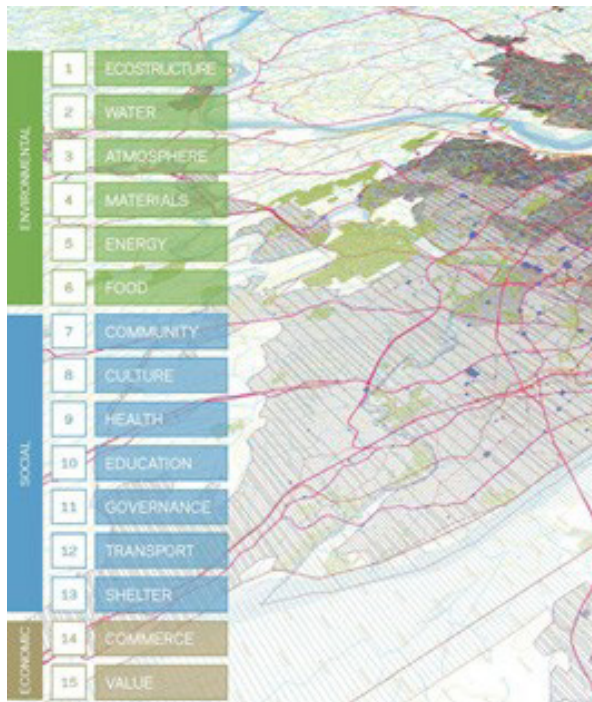 ENVIRONMENTAL
1 ECOSTRUCTURE
2 WATER
3 ATMOSPHERE
4 MATERIALS
5 ENERGY
6 FOOD
SOCIAL
7 COMMUNITY
8 CULTURE
9 HEALTH
10 EDUCATION
11 GOVERNANCE
12 TRANSPORT
13 SHELTER
ECONOMIC
14 COMMERCE
15 VALUE